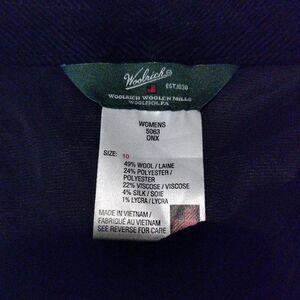 Woolrich®
EST. 1830
WOOLRICH WOOLEN MILLS
WOOLRICH, PA
WOMENS
5063
ONX
SIZE: 10
49% WOOL / LAINE
24% POLYESTER /
POLYESTER
22% VISCOSE / VISCOSE
4% SILK / SOIE
1% LYCRA / LYCRA
MADE IN VIETNAM /
FABRIQUÉ AU VIETNAM
SEE REVERSE FOR CARE